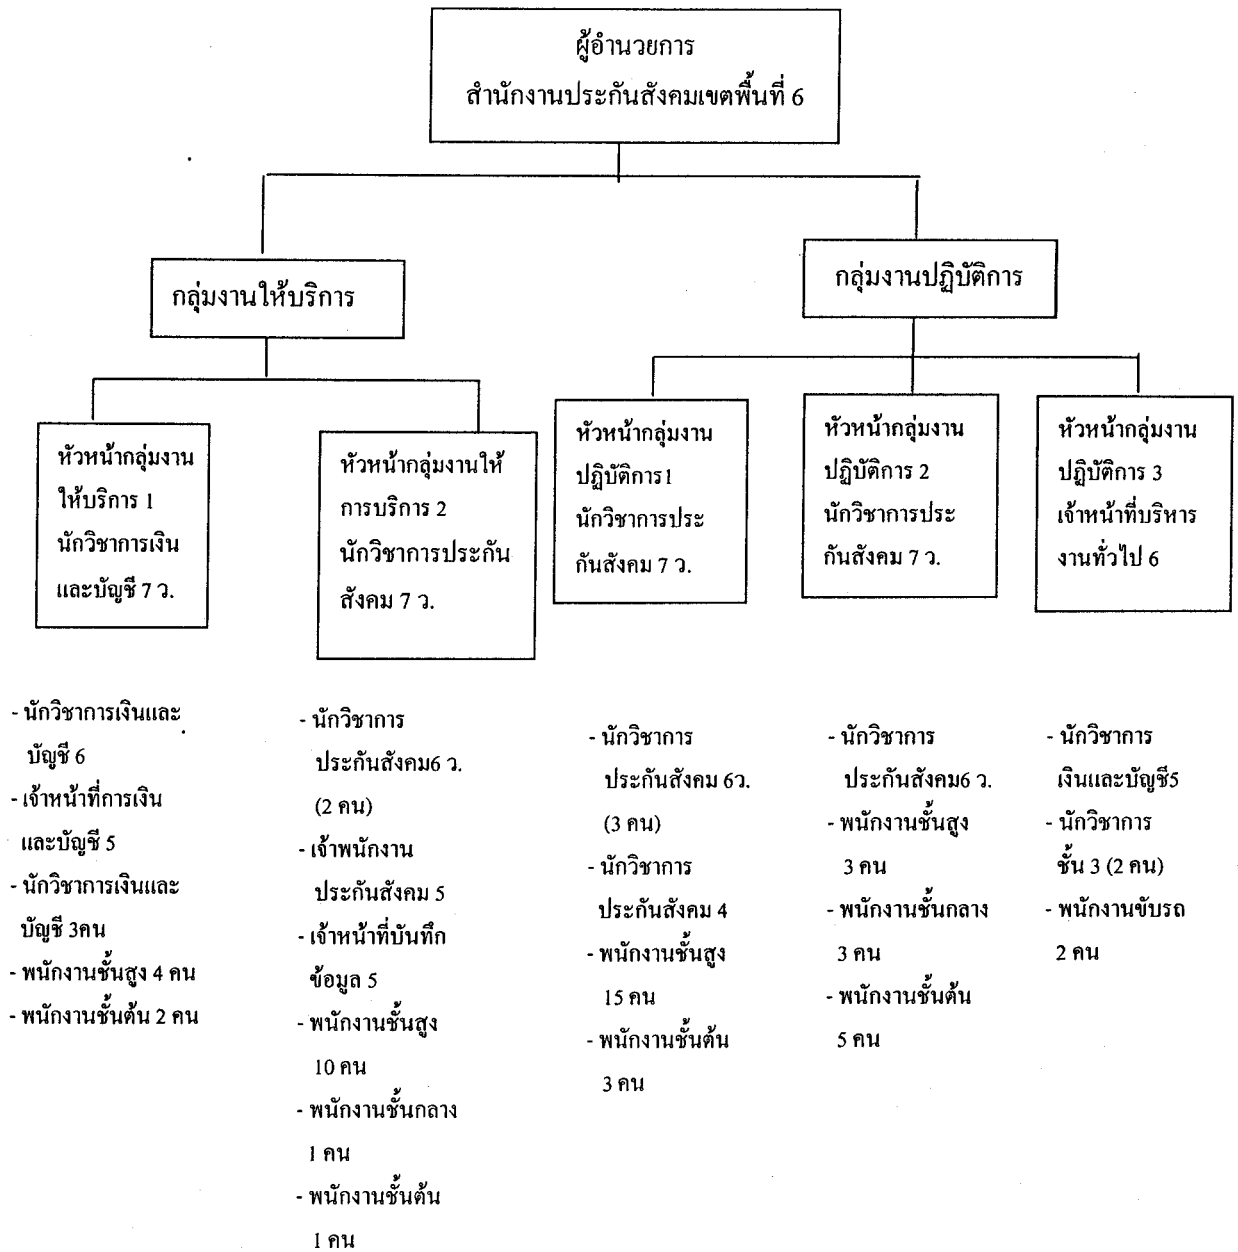 ผู้อำนวยการ
สำนักงานประกันสังคมเขตพื้นที่ 6
กลุ่มงานให้บริการ
กลุ่มงานปฏิบัติการ
หัวหน้ากลุ่มงาน
ให้บริการ 1
นักวิชาการเงิน
และบัญชี 7 ว.
หัวหน้ากลุ่มงานให้
การบริการ 2
นักวิชาการประกัน
สังคม 7 ว.
หัวหน้ากลุ่มงาน
ปฏิบัติการ1
นักวิชาการประ
กันสังคม 7 ว.
หัวหน้ากลุ่มงาน
ปฏิบัติการ 2
นักวิชาการประ
กันสังคม 7 ว.
หัวหน้ากลุ่มงาน
ปฏิบัติการ 3
เจ้าหน้าที่บริหาร
งานทั่วไป 6
- นักวิชาการเงินและ
บัญชี 6
- เจ้าหน้าที่การเงิน
และบัญชี 5
- นักวิชาการเงินและ
บัญชี 3คน
- พนักงานชั้นสูง 4 คน
- พนักงานชั้นต้น 2 คน
- นักวิชาการ
ประกันสังคม6 ว.
(2 คน)
- เจ้าพนักงาน
ประกันสังคม 5
- เจ้าหน้าที่บันทึก
ข้อมูล 5
- พนักงานชั้นสูง
10 คน
- พนักงานชั้นกลาง
1 คน
- พนักงานชั้นต้น
1 คน
- นักวิชาการ
ประกันสังคม 6ว.
(3 คน)
- นักวิชาการ
ประกันสังคม 4
- พนักงานชั้นสูง
15 คน
- พนักงานชั้นต้น
3 คน
- นักวิชาการ
ประกันสังคม6 ว.
- พนักงานชั้นสูง
3 คน
- พนักงานชั้นกลาง
3 คน
- พนักงานชั้นต้น
5 คน
- นักวิชาการ
เงินและบัญชี5
- นักวิชาการ
ชั้น 3 (2 คน)
- พนักงานขับรถ
2 คน